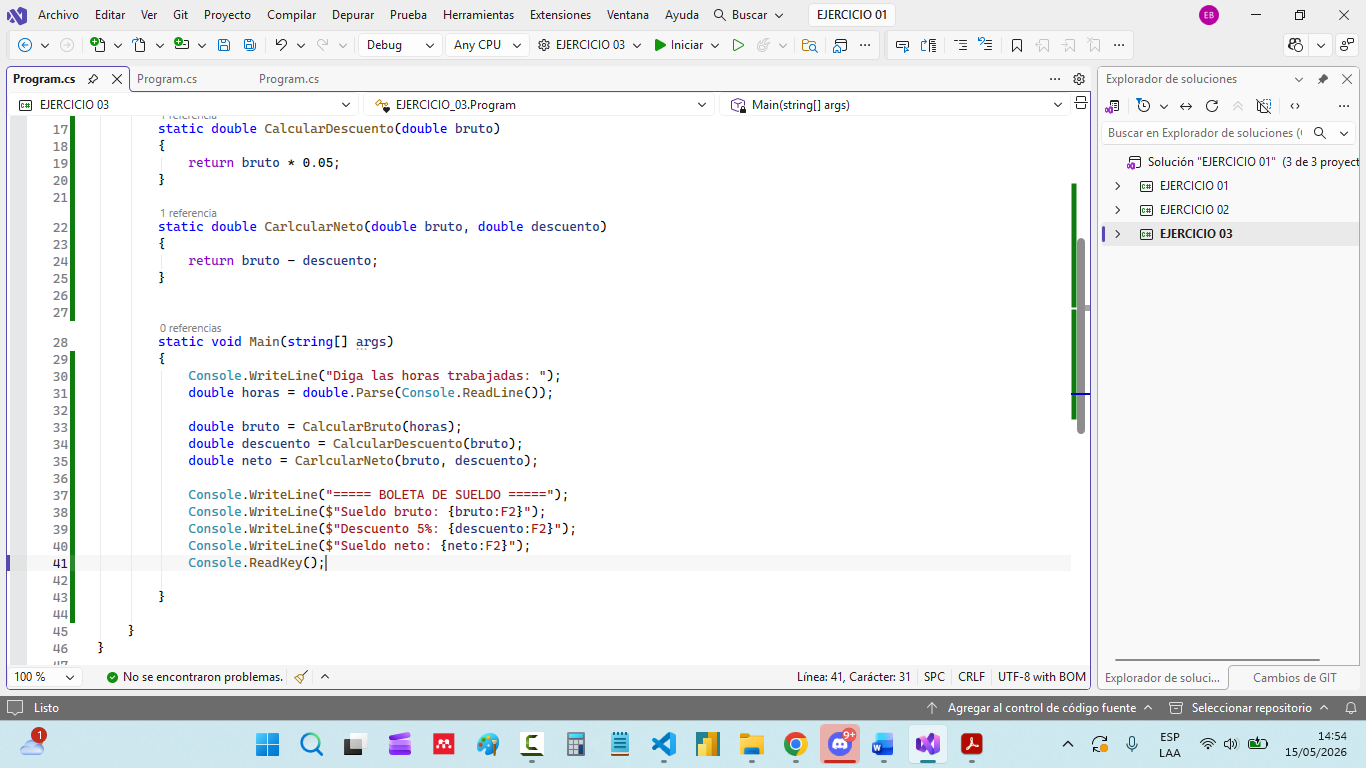 Archivo Editar Ver Git Proyecto Compilar Depurar Prueba Herramientas Extensiones Ventana Ayuda Buscar EJERCICIO 01 EB
Debug Any CPU EJERCICIO 03 Iniciar
Program.cs Program.cs Program.cs
EJERCICIO 03 EJERCICIO_03.Program Main(string[] args)
1 referencia
17 static double CalcularDescuento(double bruto)
18 {
19 return bruto * 0.05;
20 }
21
1 referencia
22 static double CarlcularNeto(double bruto, double descuento)
23 {
24 return bruto - descuento;
25 }
26
27
0 referencias
28 static void Main(string[] args)
29 {
30 Console.WriteLine("Diga las horas trabajadas: ");
31 double horas = double.Parse(Console.ReadLine());
32
33 double bruto = CalcularBruto(horas);
34 double descuento = CalcularDescuento(bruto);
35 double neto = CarlcularNeto(bruto, descuento);
36
37 Console.WriteLine("===== BOLETA DE SUELDO =====");
38 Console.WriteLine($"Sueldo bruto: {bruto:F2}");
39 Console.WriteLine($"Descuento 5%: {descuento:F2}");
40 Console.WriteLine($"Sueldo neto: {neto:F2}");
41 Console.ReadKey();
42
43 }
44
45 }
46 }
47
100 % No se encontraron problemas. Línea: 41, Carácter: 31 SPC CRLF UTF-8 with BOM
Explorador de soluciones
Buscar en Explorador de soluciones (
Solución "EJERCICIO 01" (3 de 3 proyect
EJERCICIO 01
EJERCICIO 02
EJERCICIO 03
Explorador de soluci... Cambios de GIT
Listo Agregar al control de código fuente Seleccionar repositorio
1 9+ ESP LAA 14:54 15/05/2026